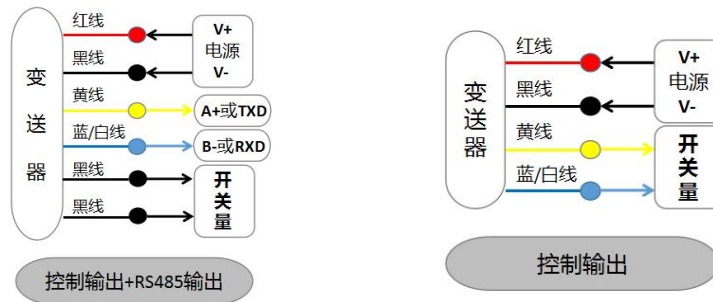 变送器
红线
黑线
黄线
蓝/白线
黑线
黑线
V+
电源
V-
A+或TXD
B-或RXD
开关量
控制输出+RS485输出
变送器
红线
黑线
黄线
蓝/白线
V+
电源
V-
开关量
控制输出